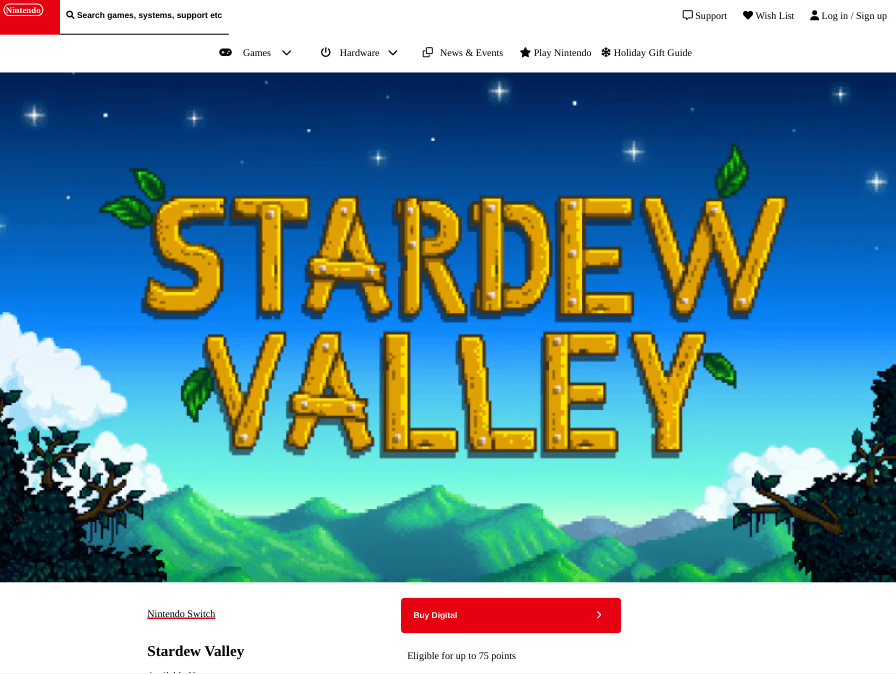 Nintendo
Search games, systems, support etc
Support
Wish List
Log in / Sign up
Games
Hardware
News & Events
Play Nintendo
Holiday Gift Guide
STARDEW
VALLEY
Nintendo Switch
Buy Digital
Stardew Valley
Eligible for up to 75 points